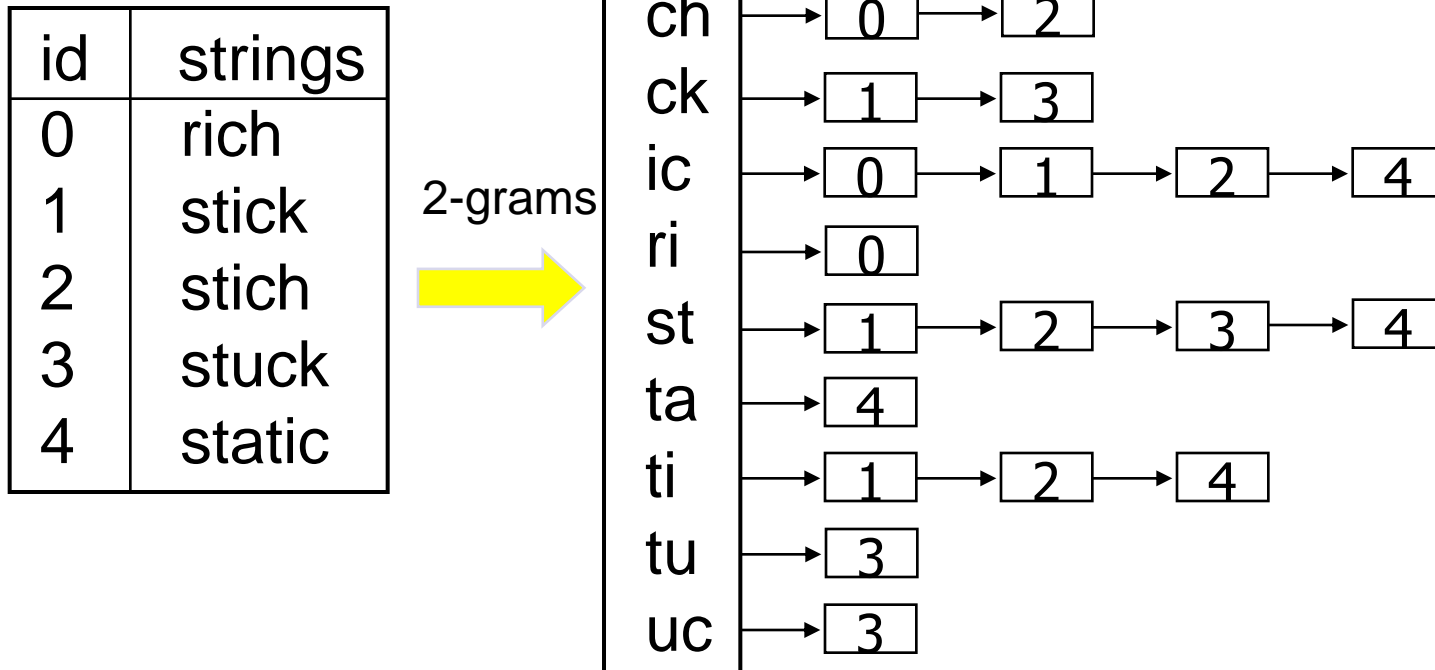 id strings
0 rich
1 stick
2 stich
3 stuck
4 static
2-grams
ch 0 2
ck 1 3
ic 0 1 2 4
ri 0
st 1 2 3 4
ta 4
ti 1 2 4
tu 3
uc 3